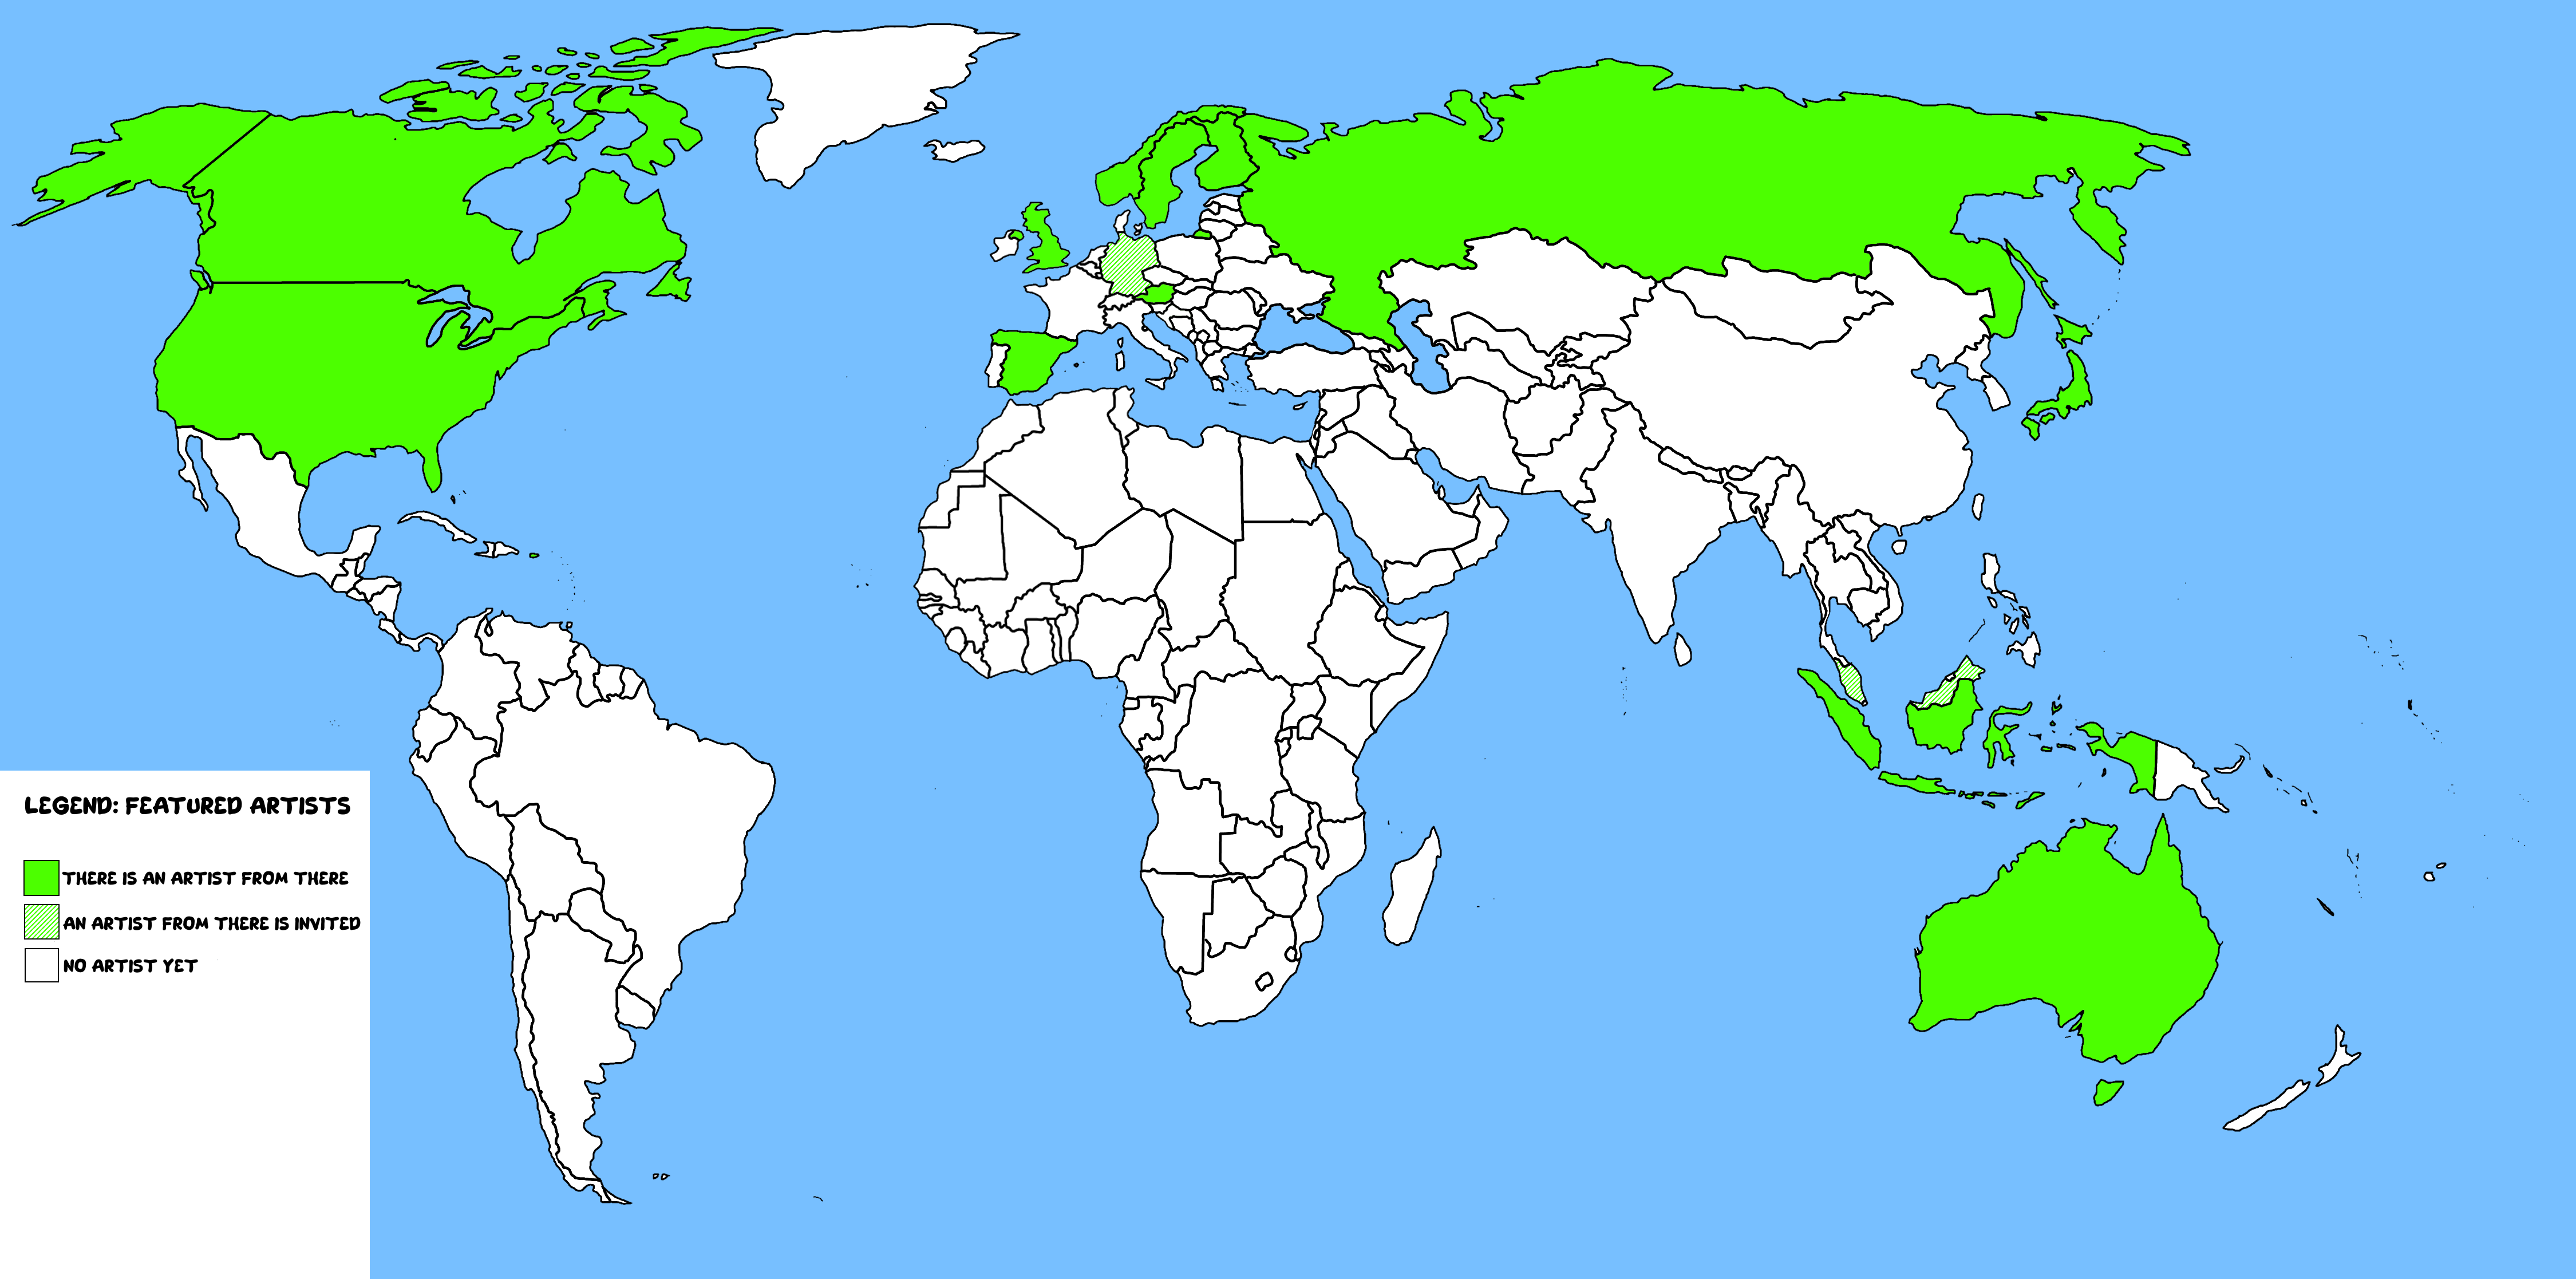 LEGEND: FEATURED ARTISTS
THERE IS AN ARTIST FROM THERE
AN ARTIST FROM THERE IS INVITED
NO ARTIST YET